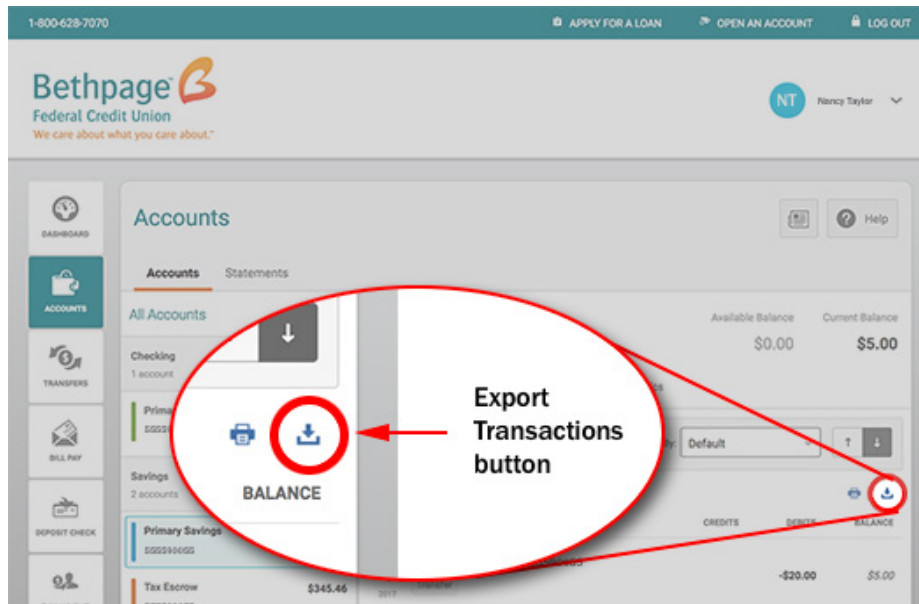 1-800-628-7070
APPLY FOR A LOAN
OPEN AN ACCOUNT
LOG OUT
Bethpage
Federal Credit Union
We care about what you care about.
NT
Nancy Taylor
DASHBOARD
Accounts
Help
ACCOUNTS
Accounts
Statements
All Accounts
Available Balance
Current Balance
$0.00
$5.00
Checking
1 account
TRANSFERS
Export
Transactions
button
Default
BILL PAY
Savings
2 accounts
BALANCE
CREDITS
DEBITS
BALANCE
DEPOSIT CHECK
Primary Savings
-$20.00
$5.00
Tax Escrow
$345.46
Transfer
2017